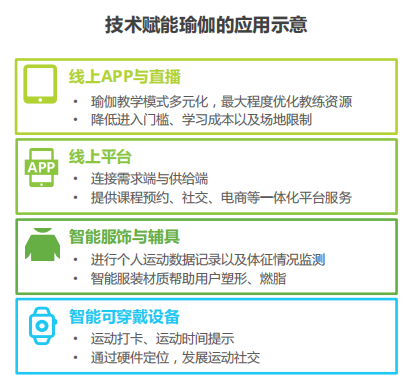 技术赋能瑜伽的应用示意
线上APP与直播
• 瑜伽教学模式多元化，最大程度优化教练资源
• 降低进入门槛、学习成本以及场地限制
APP
线上平台
• 连接需求端与供给端
• 提供课程预约、社交、电商等一体化平台服务
智能服饰与辅具
• 进行个人运动数据记录以及体征情况监测
• 智能服装材质帮助用户塑形、燃脂
智能可穿戴设备
• 运动打卡、运动时间提示
• 通过硬件定位，发展运动社交